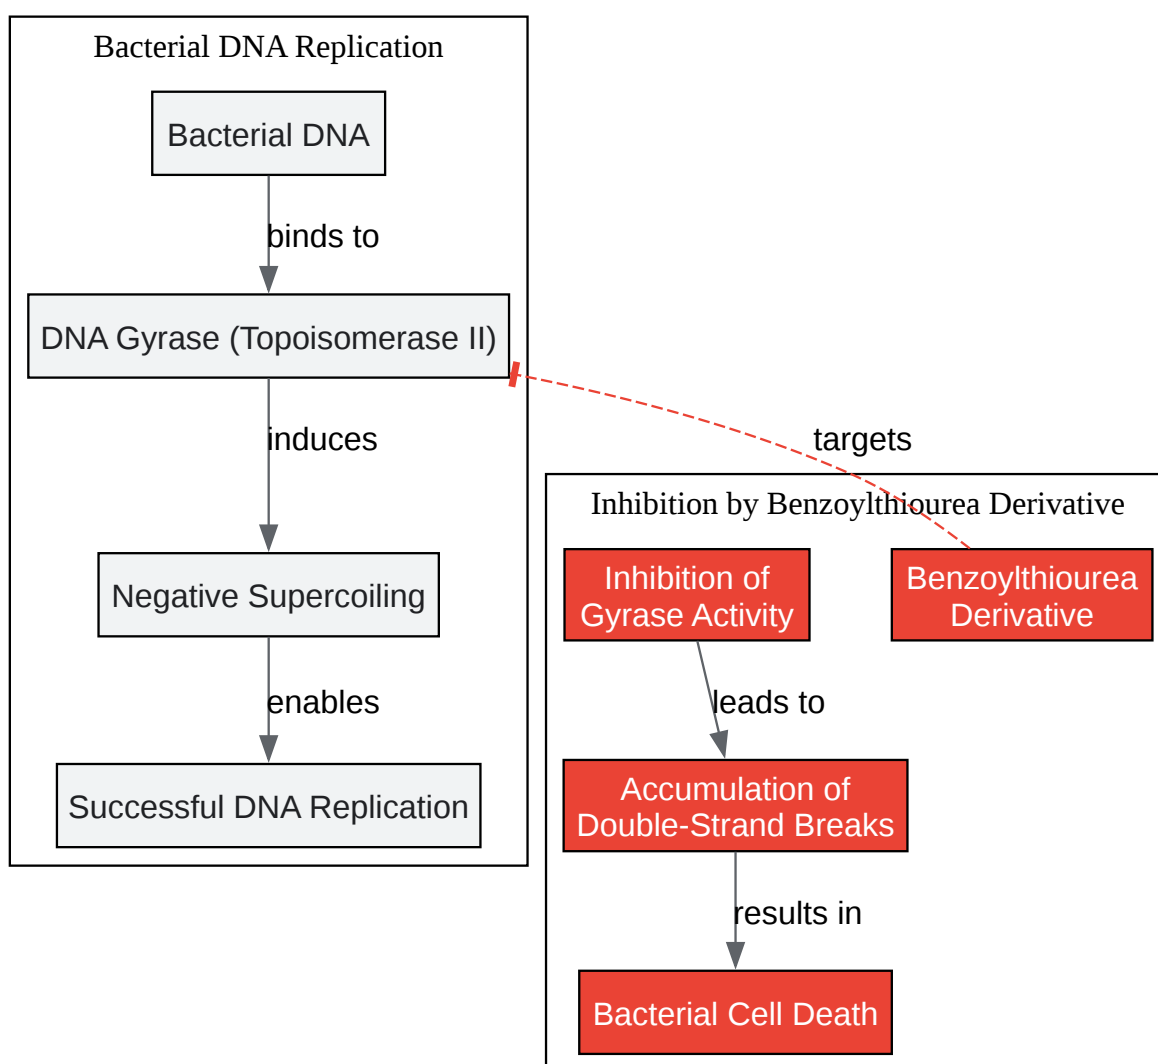 Bacterial DNA Replication
Bacterial DNA
binds to
DNA Gyrase (Topoisomerase II)
induces
Negative Supercoiling
enables
Successful DNA Replication
targets
Inhibition by Benzoylthiourea Derivative
Inhibition of
Gyrase Activity
Benzoylthiourea
Derivative
leads to
Accumulation of
Double-Strand Breaks
results in
Bacterial Cell Death